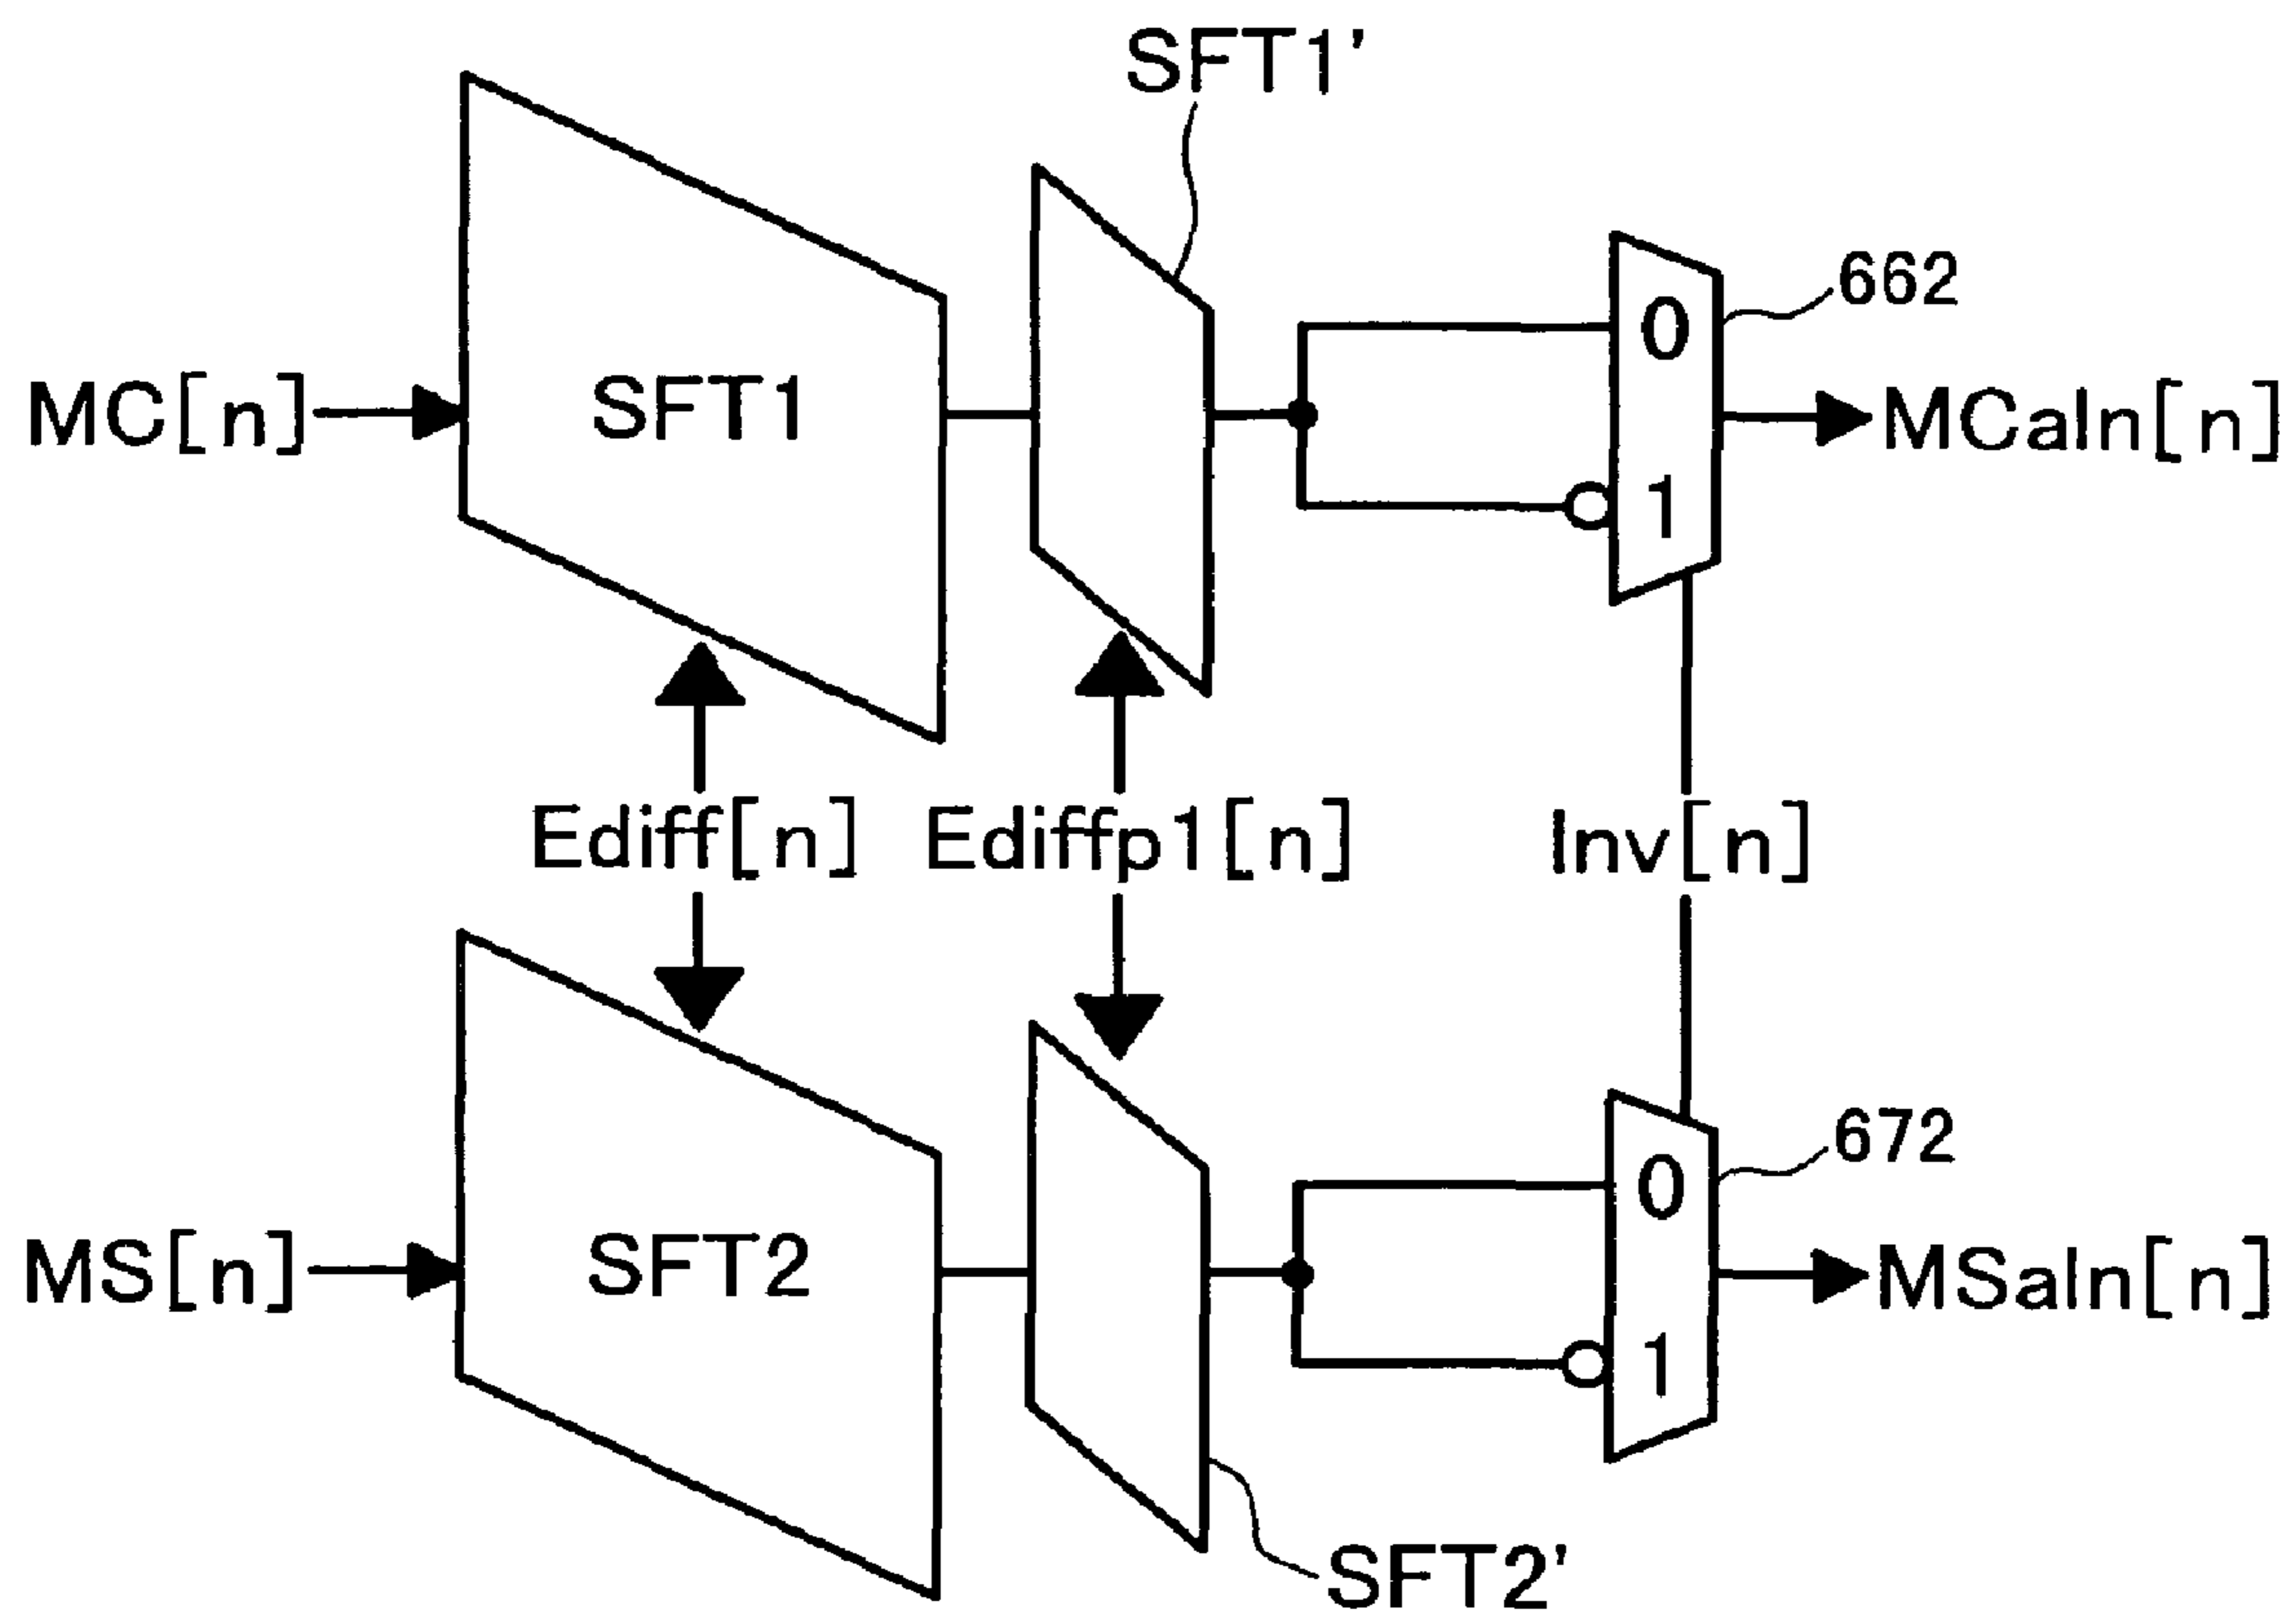 SFT1'
662
MC[n]
SFT1
0
1
MCaln[n]
Ediff[n]
Ediffp1[n]
Inv[n]
672
MS[n]
SFT2
0
1
MSaln[n]
SFT2'